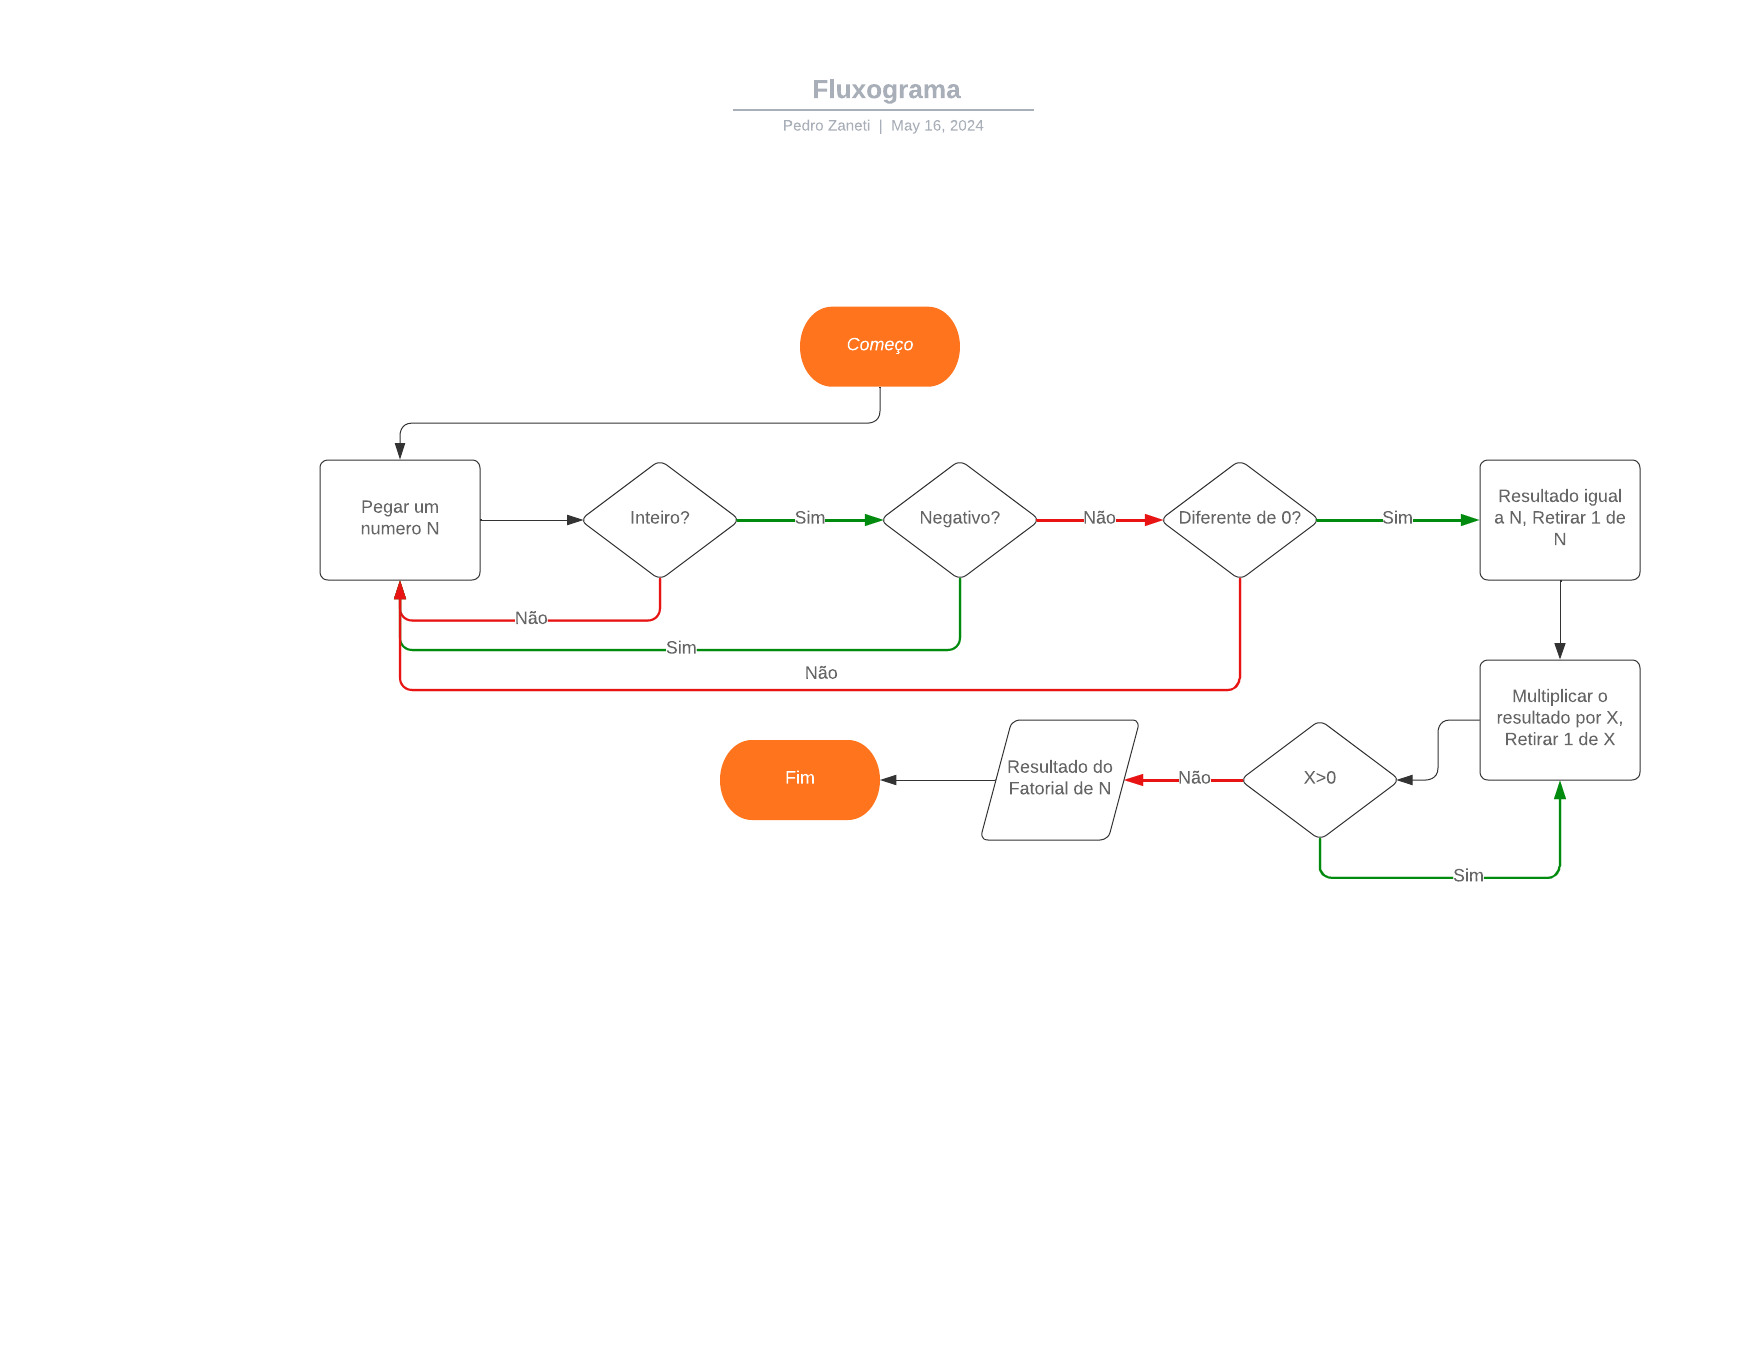 Fluxograma
Pedro Zaneti | May 16, 2024
Começo
Pegar um
numero N
Inteiro?
Sim
Negativo?
Não
Diferente de 0?
Sim
Resultado igual
a N, Retirar 1 de
N
Não
Sim
Não
Multiplicar o
resultado por X,
Retirar 1 de X
Fim
Resultado do
Fatorial de N
Não
X>0
Sim